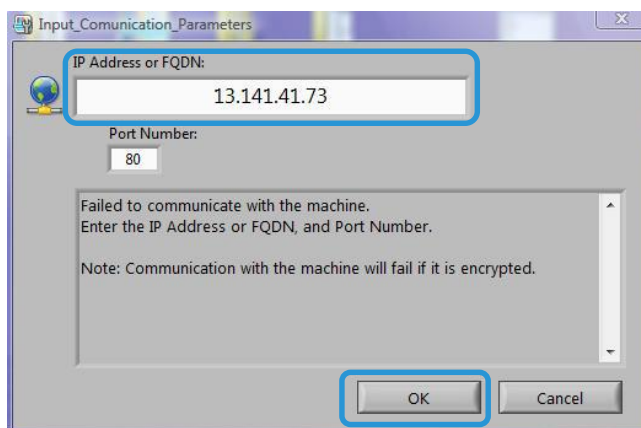 Input_Comunication_Parameters
IP Address or FQDN:
13.141.41.73
Port Number:
80
Failed to communicate with the machine.
Enter the IP Address or FQDN, and Port Number.
Note: Communication with the machine will fail if it is encrypted.
OK
Cancel